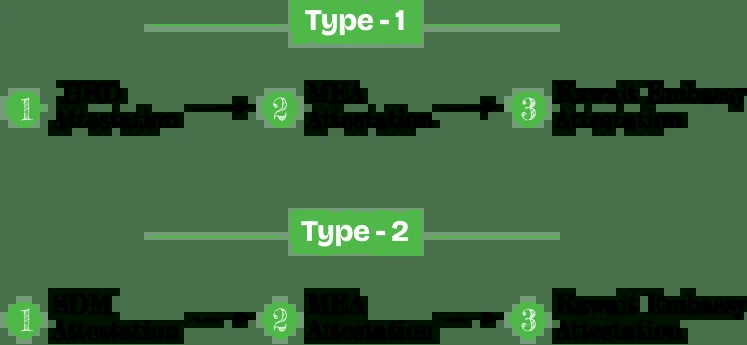 Type - 1
1 HRD 2 MEA 3 Kuwait Embassy
Attestation Attestation Attestation
Type - 2
1 SDM 2 MEA 3 Kuwait Embassy
Attestation Attestation Attestation